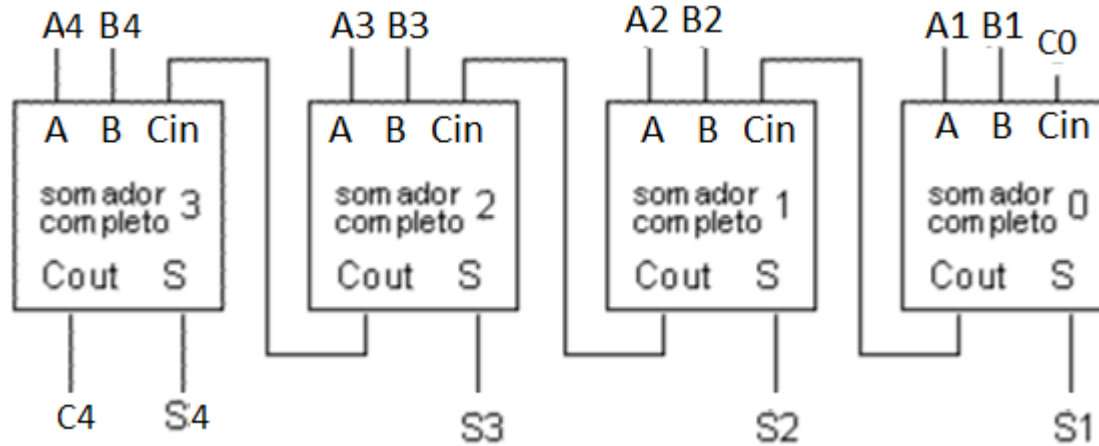 A4 B4 A3 B3 A2 B2 A1 B1 C0
A B Cin A B Cin A B Cin A B Cin
somador completo 3 somador completo 2 somador completo 1 somador completo 0
Cout S Cout S Cout S Cout S
C4 S4 S3 S2 S1